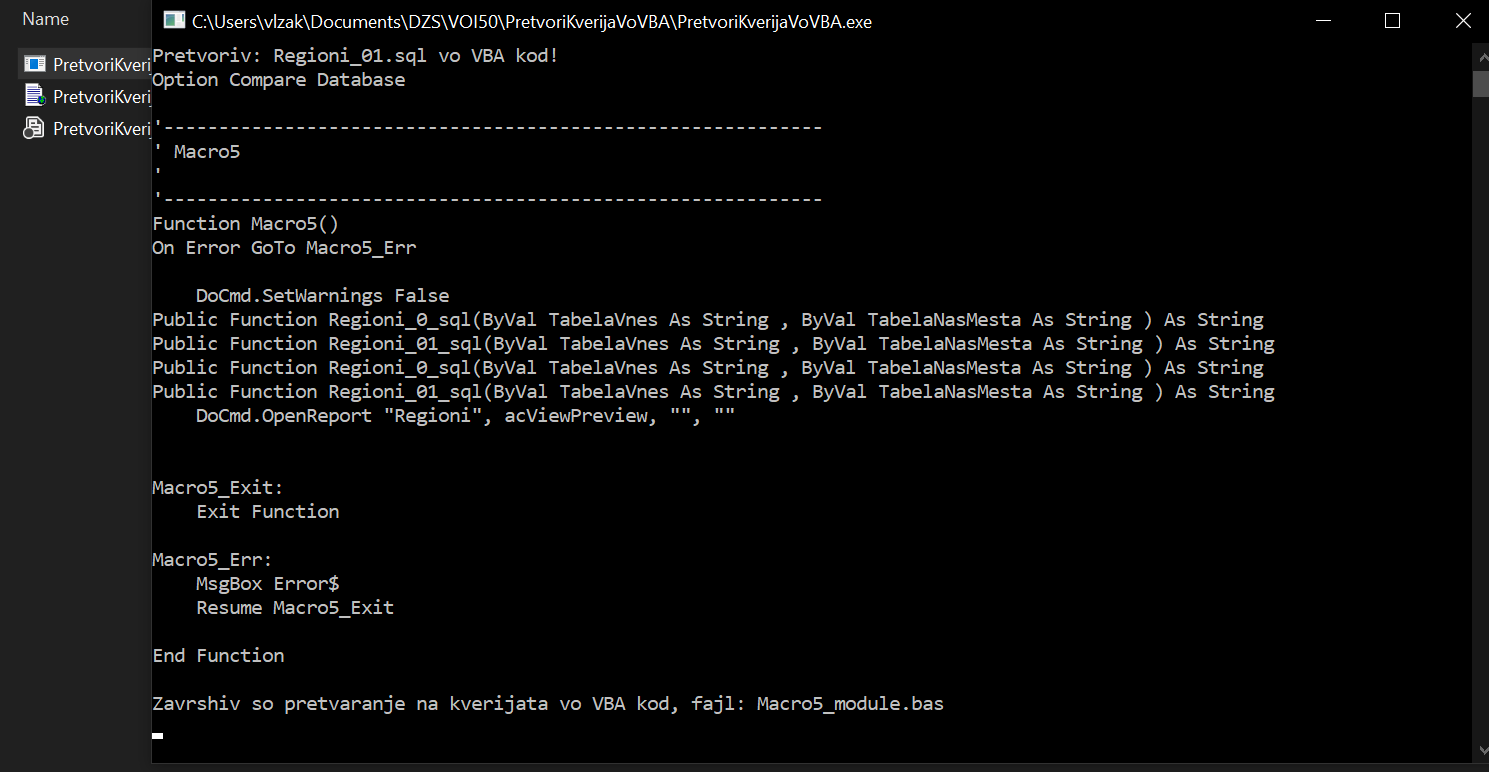 Name
C:\Users\vlzak\Documents\DZS\VOI50\PretvoriKverijaVoVBA\PretvoriKverijaVoVBA.exe
PretvoriKverij
PretvoriKverij
PretvoriKverij
Pretvoriv: Regioni_01.sql vo VBA kod!
Option Compare Database
'------------------------------------------------------------
' Macro5
'
'------------------------------------------------------------
Function Macro5()
On Error GoTo Macro5_Err
DoCmd.SetWarnings False
Public Function Regioni_0_sql(ByVal TabelaVnes As String , ByVal TabelaNasMesta As String ) As String
Public Function Regioni_01_sql(ByVal TabelaVnes As String , ByVal TabelaNasMesta As String ) As String
Public Function Regioni_0_sql(ByVal TabelaVnes As String , ByVal TabelaNasMesta As String ) As String
Public Function Regioni_01_sql(ByVal TabelaVnes As String , ByVal TabelaNasMesta As String ) As String
DoCmd.OpenReport "Regioni", acViewPreview, "", ""
Macro5_Exit:
Exit Function
Macro5_Err:
MsgBox Error$
Resume Macro5_Exit
End Function
Zavrshiv so pretvaranje na kverijata vo VBA kod, fajl: Macro5_module.bas